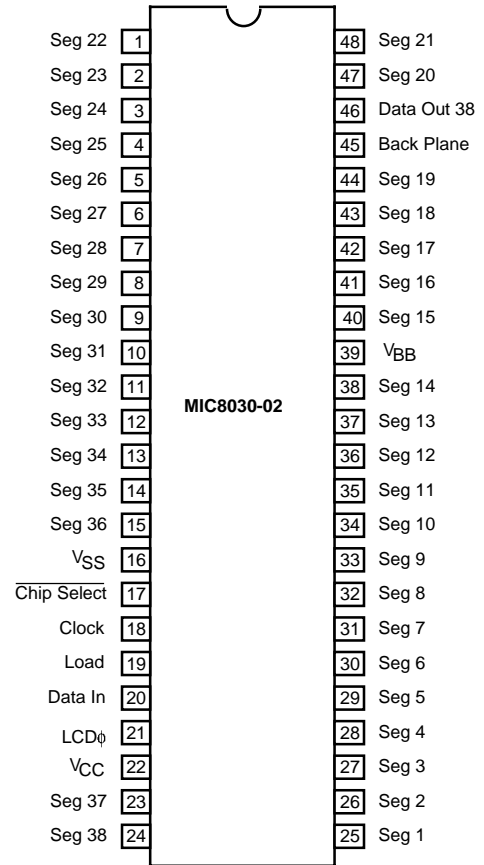 Seg 22 1 48 Seg 21
Seg 23 2 47 Seg 20
Seg 24 3 46 Data Out 38
Seg 25 4 45 Back Plane
Seg 26 5 44 Seg 19
Seg 27 6 43 Seg 18
Seg 28 7 42 Seg 17
Seg 29 8 41 Seg 16
Seg 30 9 40 Seg 15
Seg 31 10 39 VBB
Seg 32 11 38 Seg 14
MIC8030-02
Seg 33 12 37 Seg 13
Seg 34 13 36 Seg 12
Seg 35 14 35 Seg 11
Seg 36 15 34 Seg 10
VSS 16 33 Seg 9
Chip Select 17 32 Seg 8
Clock 18 31 Seg 7
Load 19 30 Seg 6
Data In 20 29 Seg 5
LCDϕ 21 28 Seg 4
VCC 22 27 Seg 3
Seg 37 23 26 Seg 2
Seg 38 24 25 Seg 1